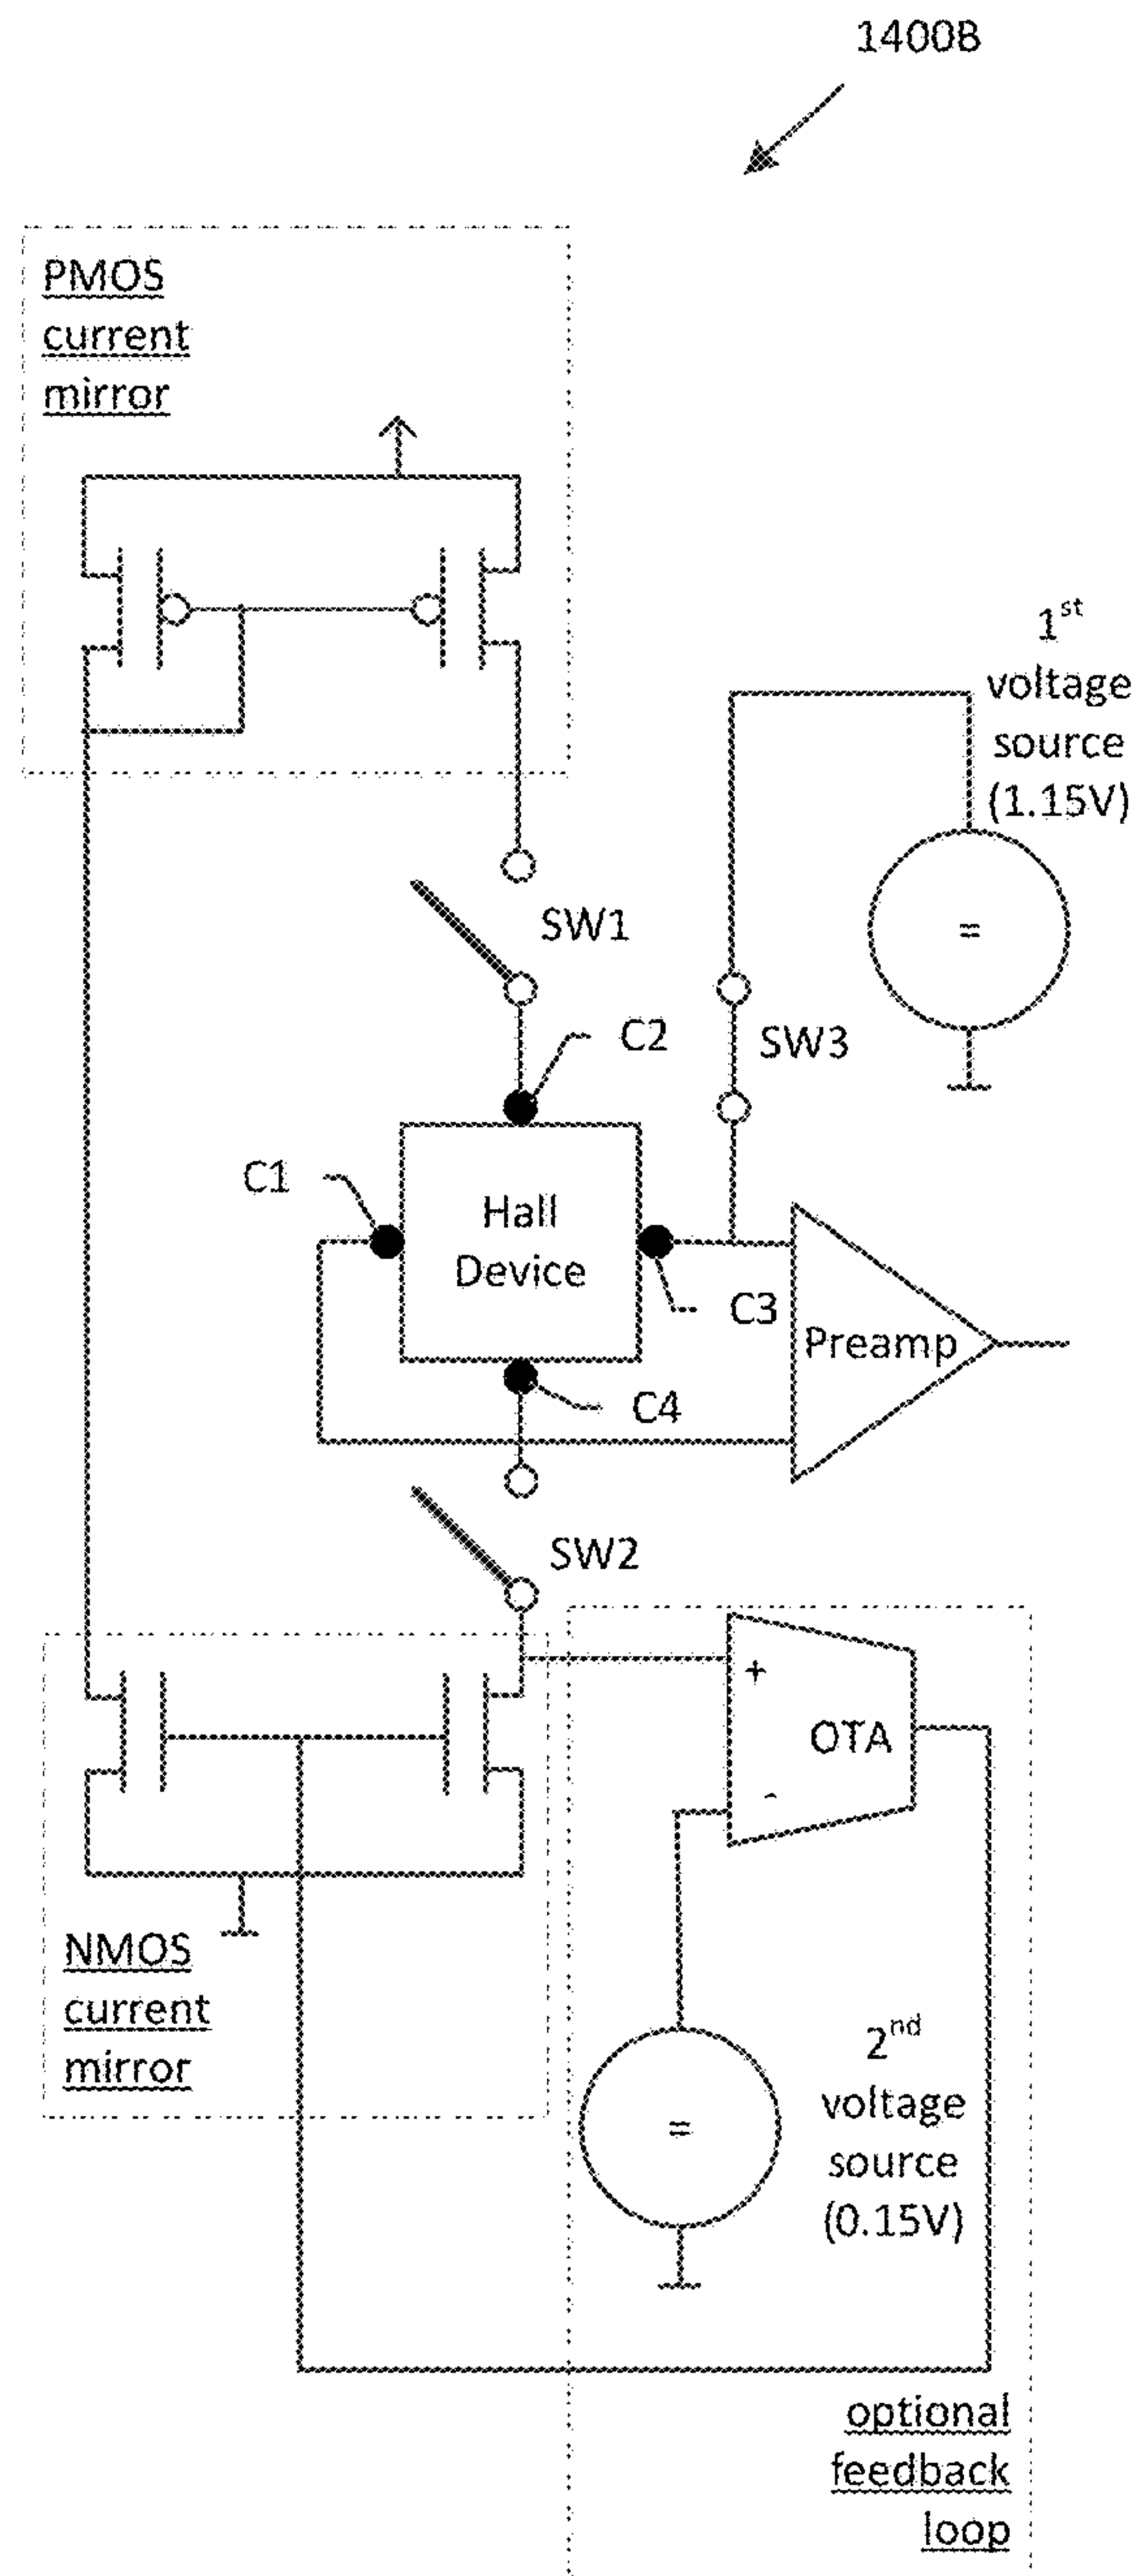 1400B
PMOS
current
mirror
1st
voltage
source
(1.15V)
=
SW1
C2
SW3
C1
Hall
Device
C3
Preamp
C4
SW2
+
OTA
-
NMOS
current
mirror
2nd
voltage
source
(0.15V)
=
optional
feedback
loop